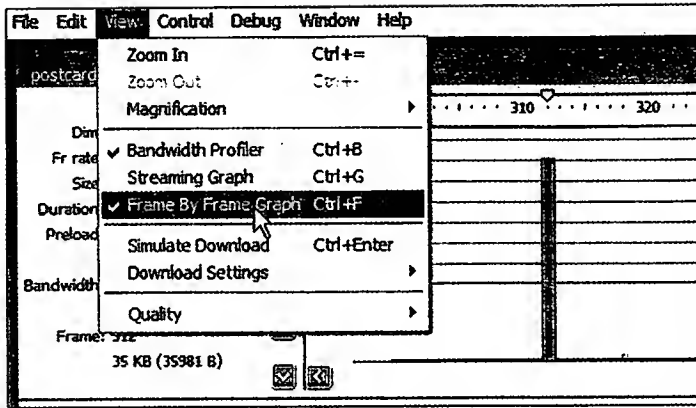 File Edit View Control Debug Window Help
postcard
Zoom In Ctrl+=
Zoom Out Ctrl+-
Magnification
310 320
Dim
Fr rate
Bandwidth Profiler Ctrl+B
Size
Streaming Graph Ctrl+G
Duration
Frame By Frame Graph Ctrl+F
Preload
Simulate Download Ctrl+Enter
Download Settings
Bandwidth
Quality
Frame: 312
35 KB (35981 B)